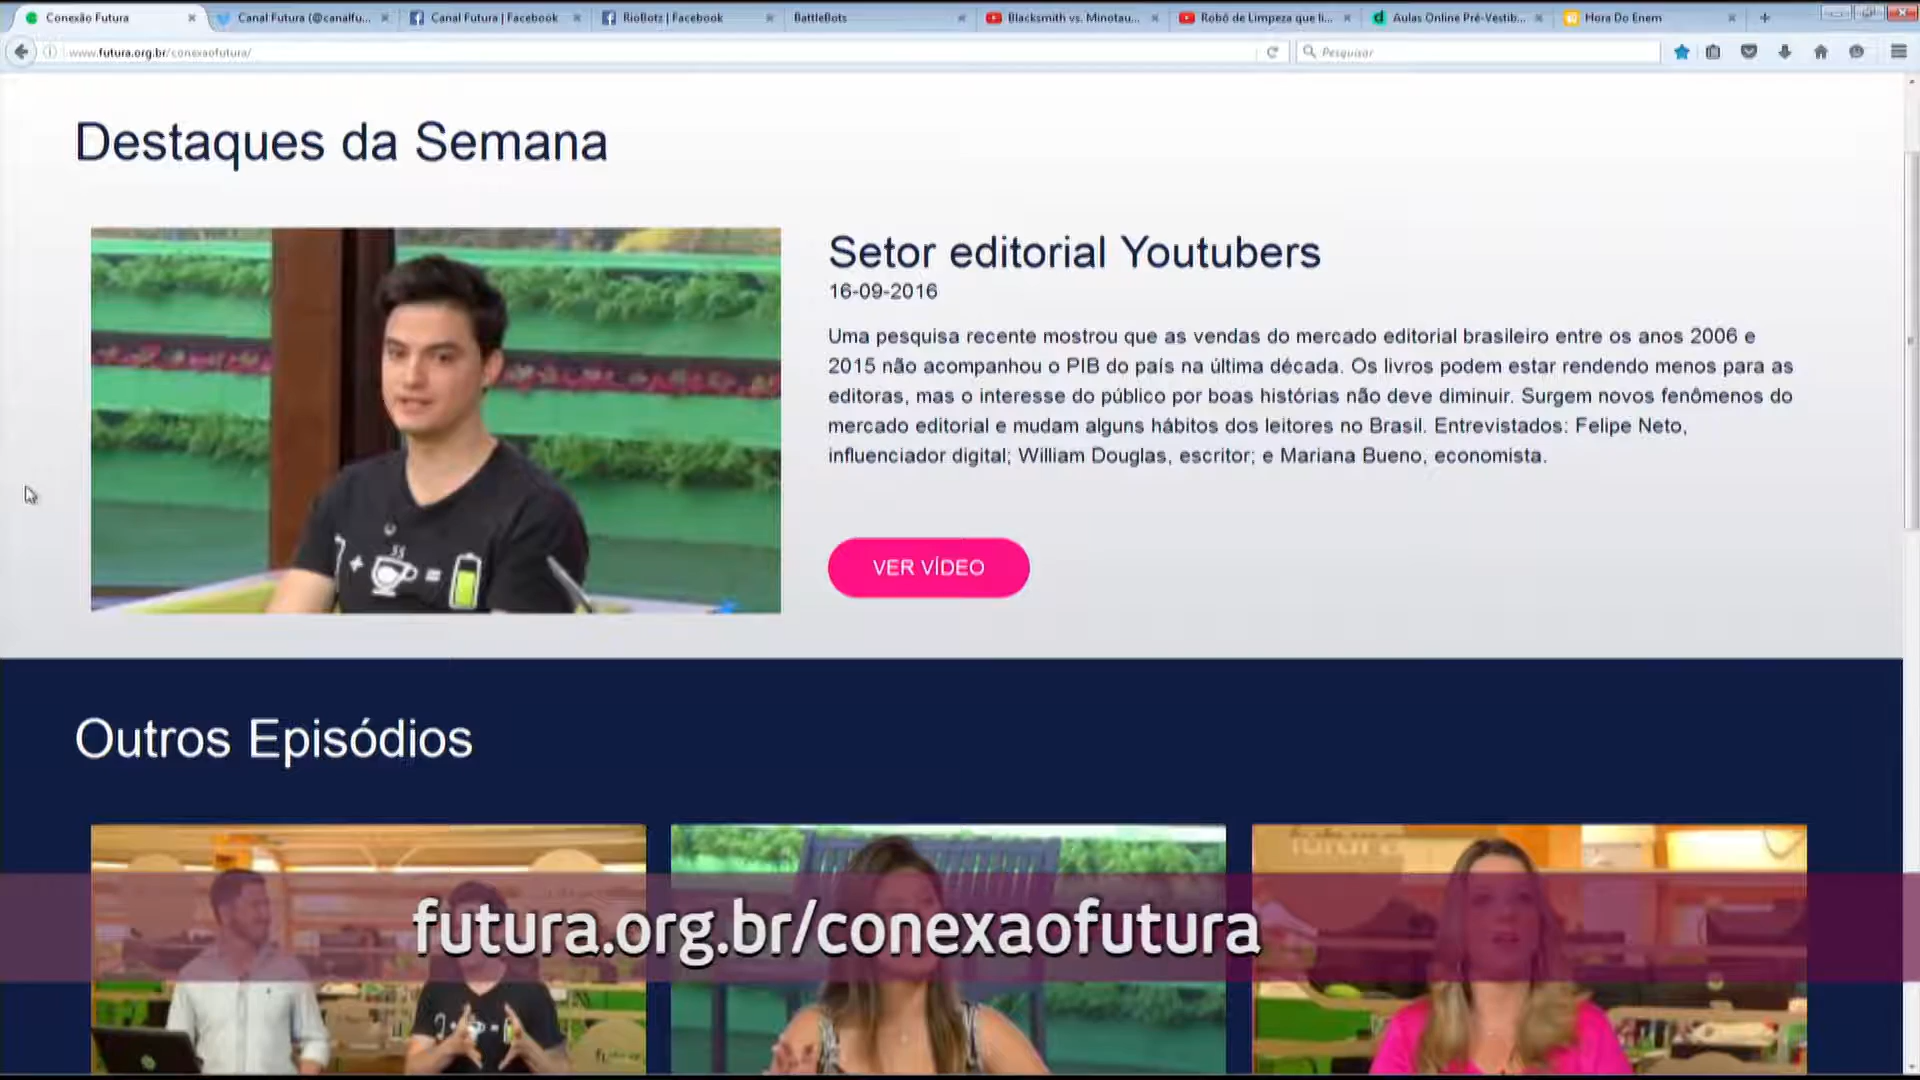 Conexão Futura
Canal Futura (@canalfu...
Canal Futura | Facebook
RioBotz | Facebook
BattleBots
Blacksmith vs. Minotau...
Robô de Limpeza que li...
Aulas Online Pré-Vestib...
Hora Do Enem
www.futura.org.br/conexaofutura/
Pesquisar
Destaques da Semana
Setor editorial Youtubers
16-09-2016
Uma pesquisa recente mostrou que as vendas do mercado editorial brasileiro entre os anos 2006 e
2015 não acompanhou o PIB do país na última década. Os livros podem estar rendendo menos para as
editoras, mas o interesse do público por boas histórias não deve diminuir. Surgem novos fenômenos do
mercado editorial e mudam alguns hábitos dos leitores no Brasil. Entrevistados: Felipe Neto,
influenciador digital; William Douglas, escritor; e Mariana Bueno, economista.
VER VÍDEO
Outros Episódios
futura
futura.org.br/conexaofutura